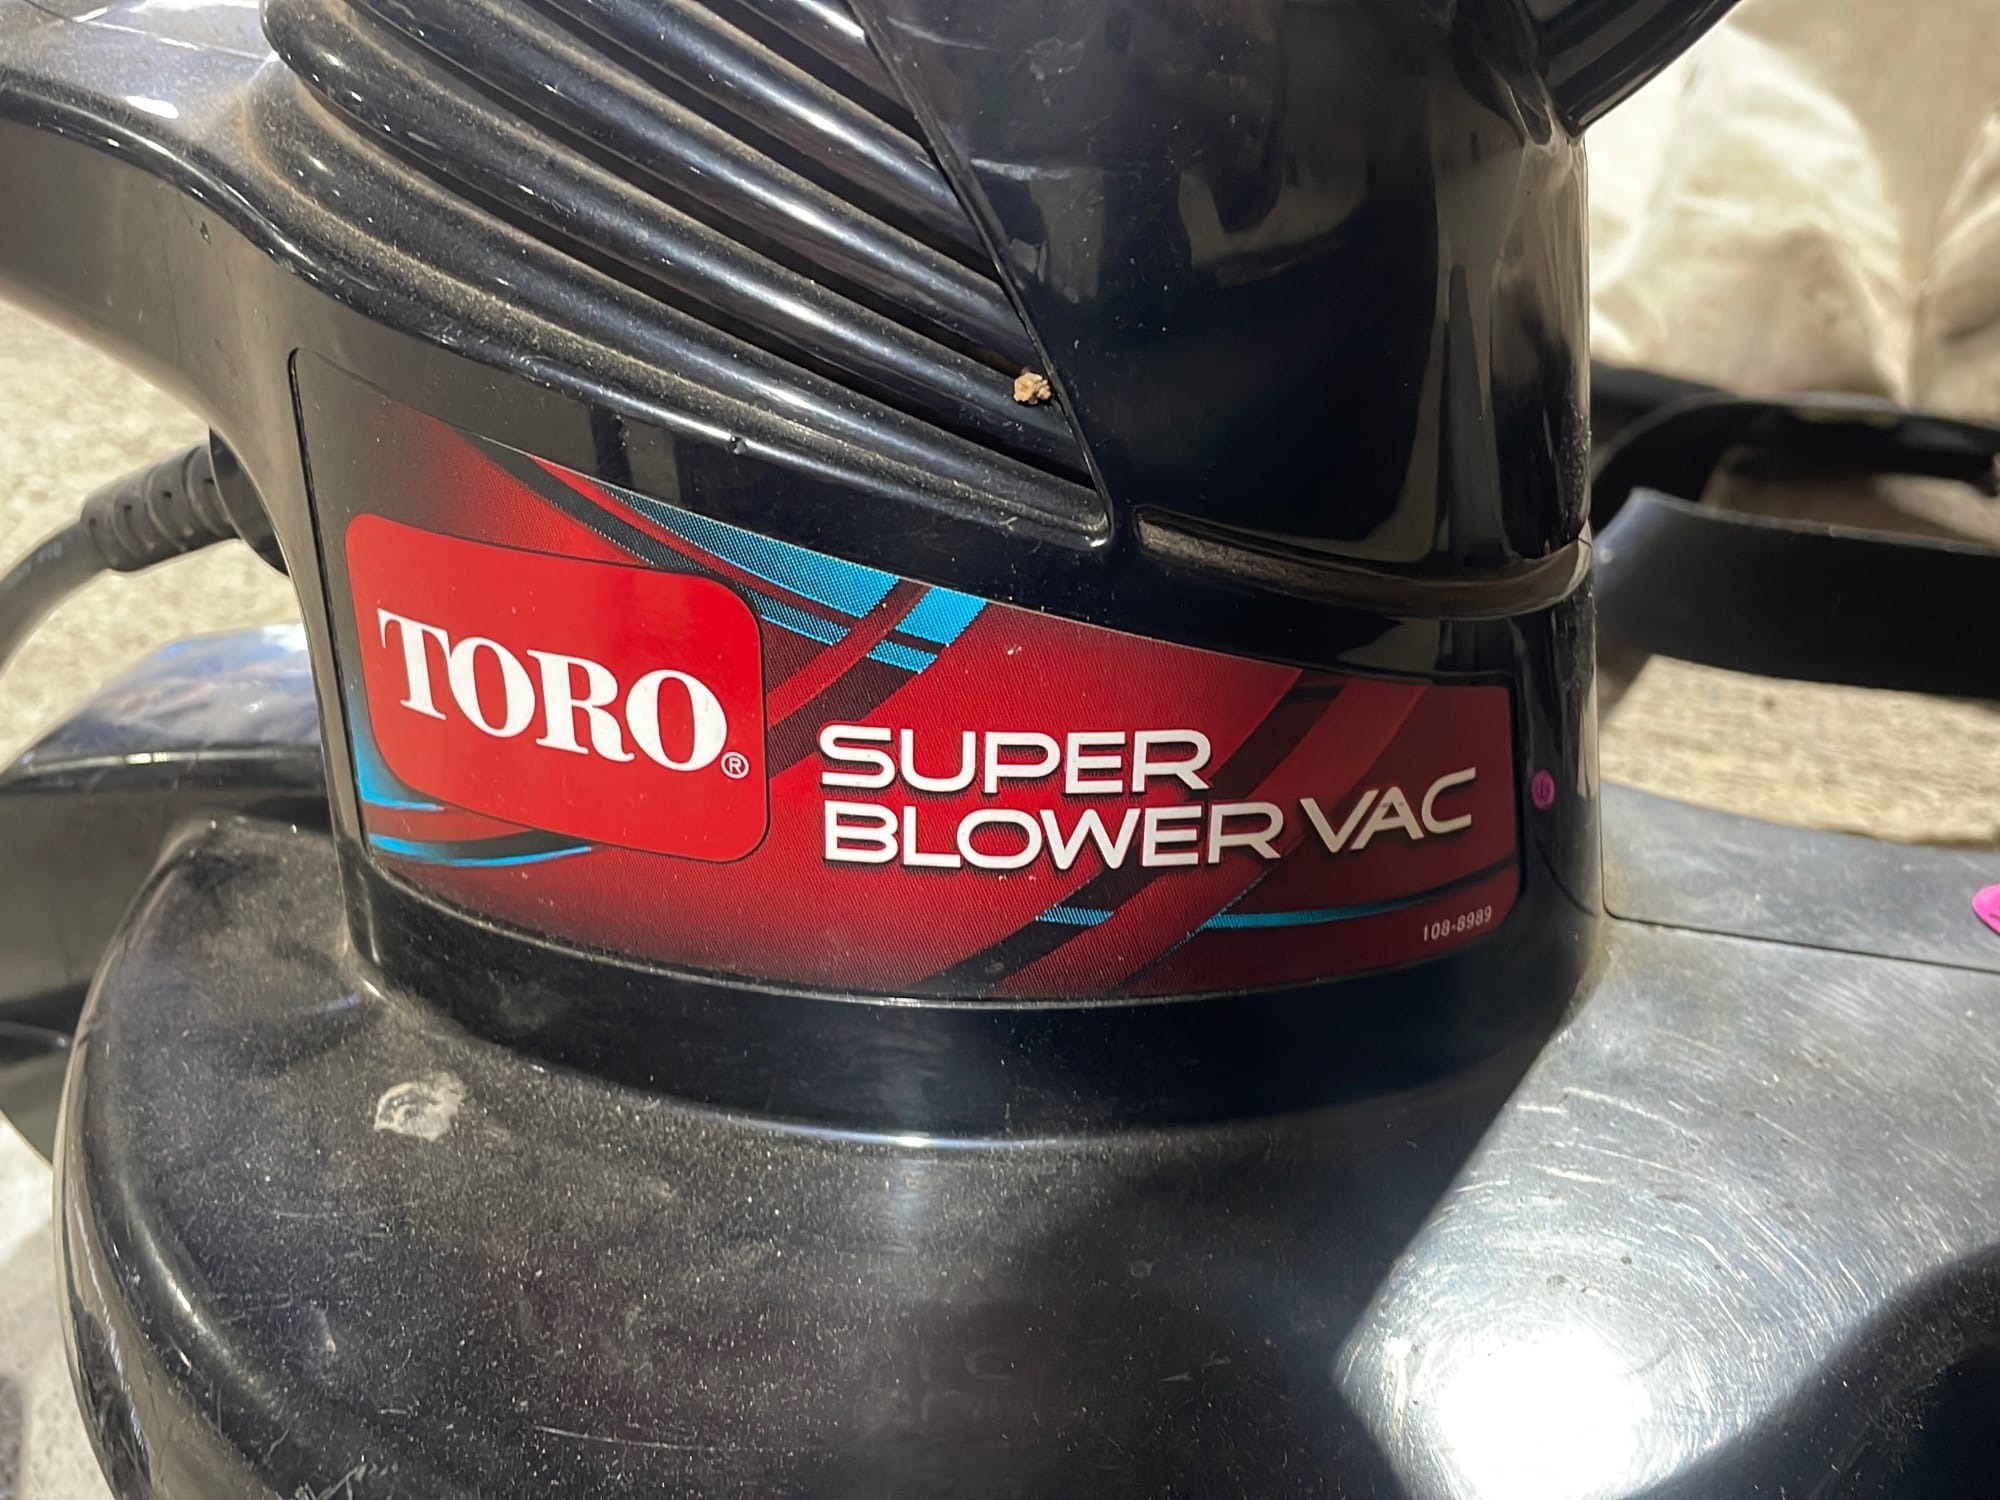 TORO®
SUPER
BLOWER VAC
108-8989